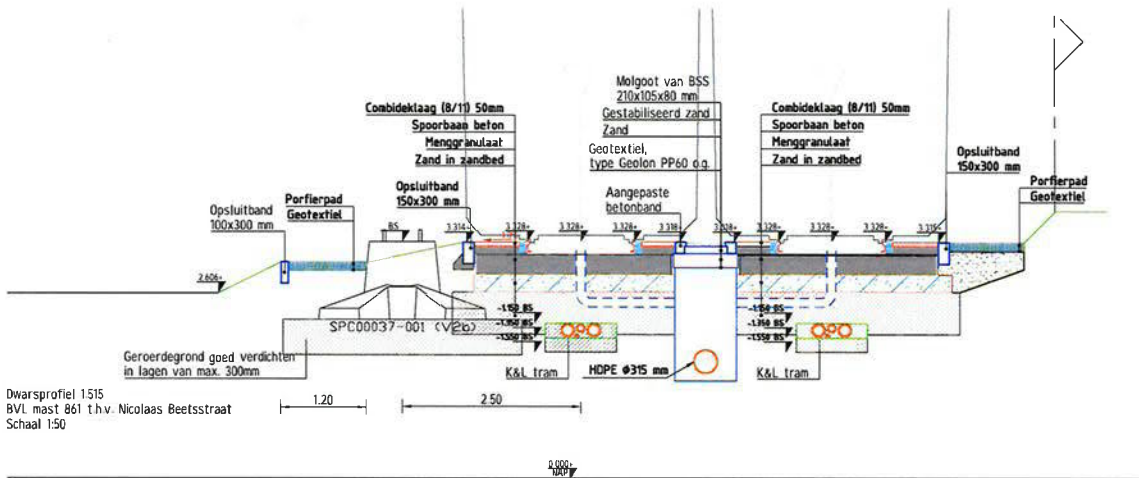 Molgoot van BSS
210x105x80 mm
Combideklaag (8/11) 50mm
Gestabiliseerd zand
Combideklaag (8/11) 50mm
Spoorbaan beton
Zand
Spoorbaan beton
Menggranulaat
Geotextiel,
Menggranulaat
Zand in zandbed
type Geolon PP60 o.g.
Zand in zandbed
Opsluitband
150x300 mm
Opsluitband
150x300 mm
Aangepaste
betonband
Porfierpad
Geotextiel
Porfierpad
Geotextiel
Opsluitband
100x300 mm
BS
3.314+
3.328+
3.328+
3.328+
3.318+
3.328+
3.328+
3.328+
3.315+
2.606+
-1.150 BS
-1.350 BS
-1.550 BS
-1.150 BS
-1.350 BS
-1.550 BS
SPC00037-001 (V2b)
Geroerdegrond goed verdichten
in lagen van max. 300mm
K&L tram
HDPE Φ315 mm
K&L tram
Dwarsprofiel 1.515
BVL mast 861 t.h.v. Nicolaas Beetsstraat
Schaal 1:50
1.20
2.50
0.000+
NAP